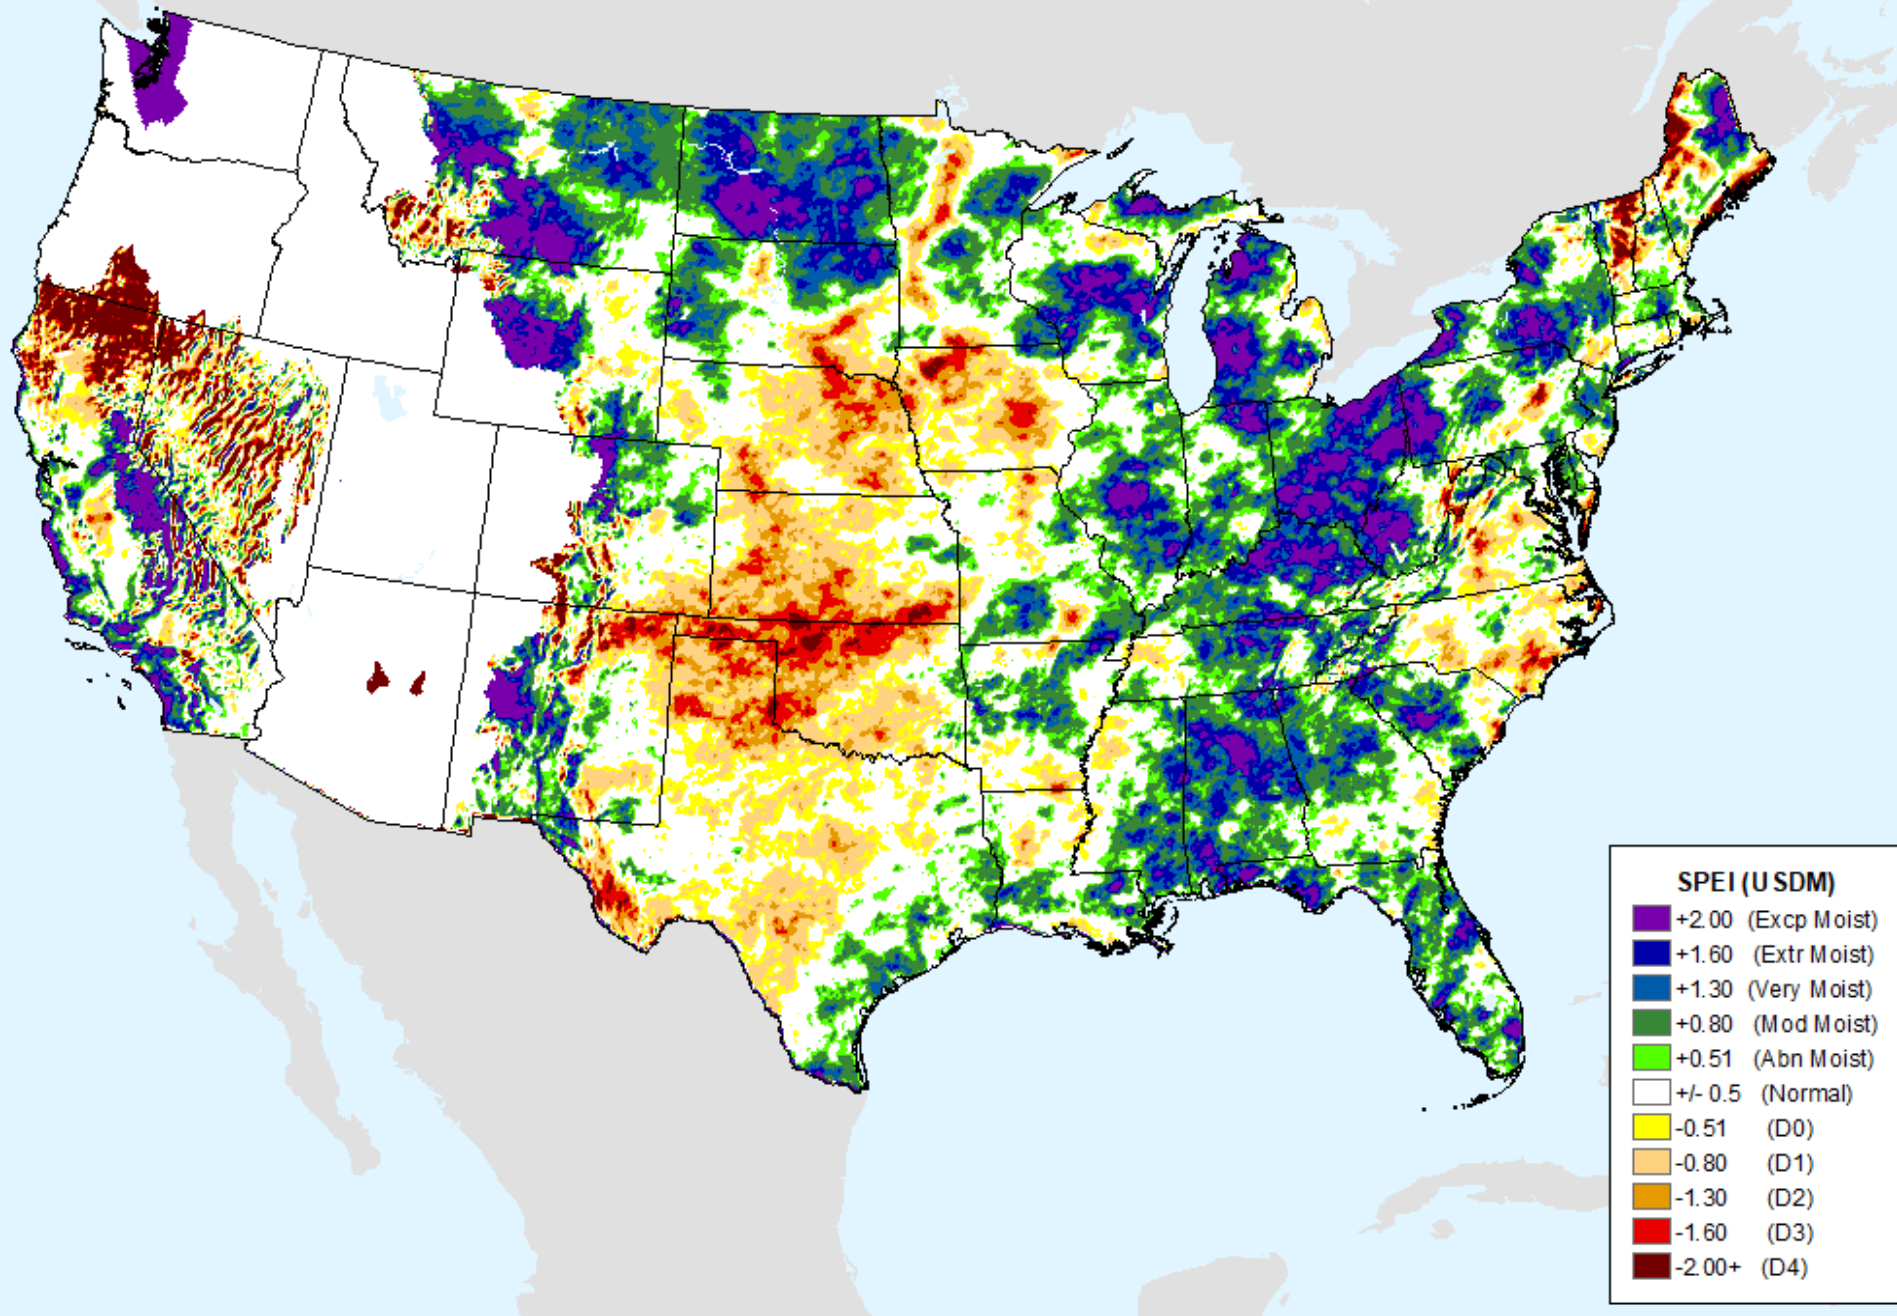 SPEI (USDM)
+2.00 (Excp Moist)
+1.60 (Extr Moist)
+1.30 (Very Moist)
+0.80 (Mod Moist)
+0.51 (Abn Moist)
+/- 0.5 (Normal)
-0.51 (D0)
-0.80 (D1)
-1.30 (D2)
-1.60 (D3)
-2.00+ (D4)